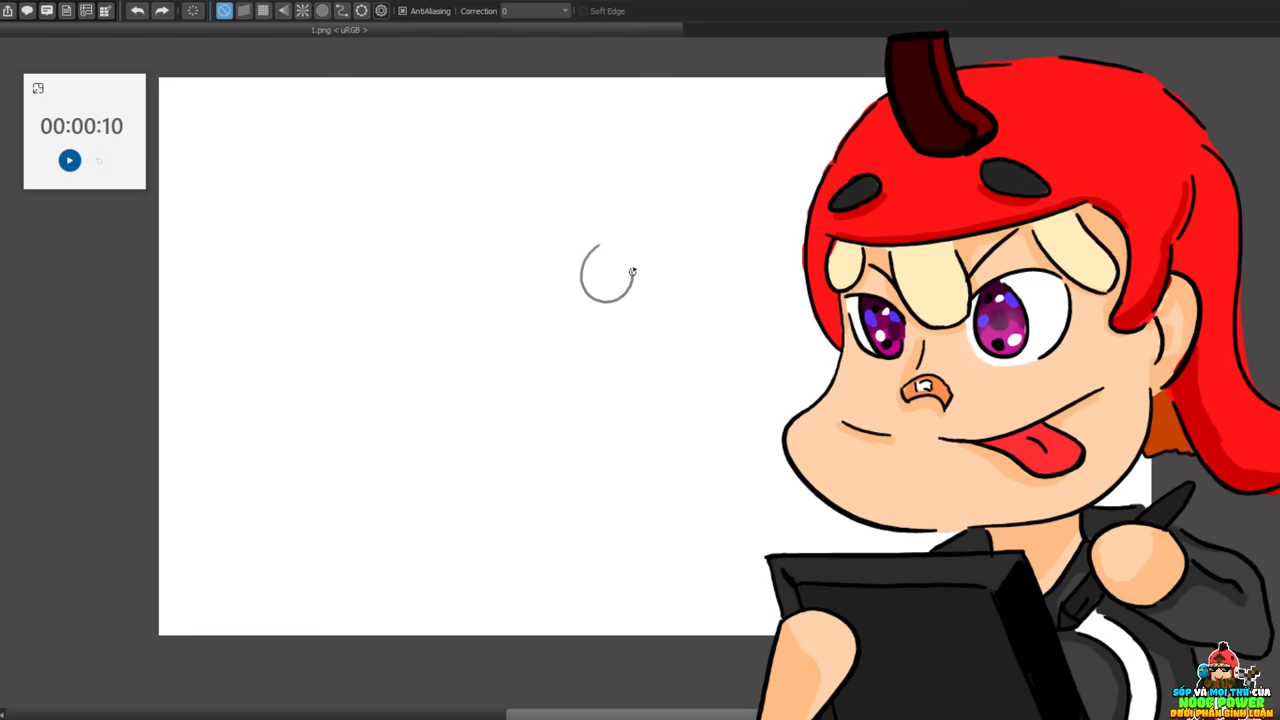 AntiAliasing Correction 0 Soft Edge
1.png < uRGB >
00:00:10
SỐP VÀ MỌI THỨ CỦA
NOOB POWER
DƯỚI PHẦN BÌNH LUẬN